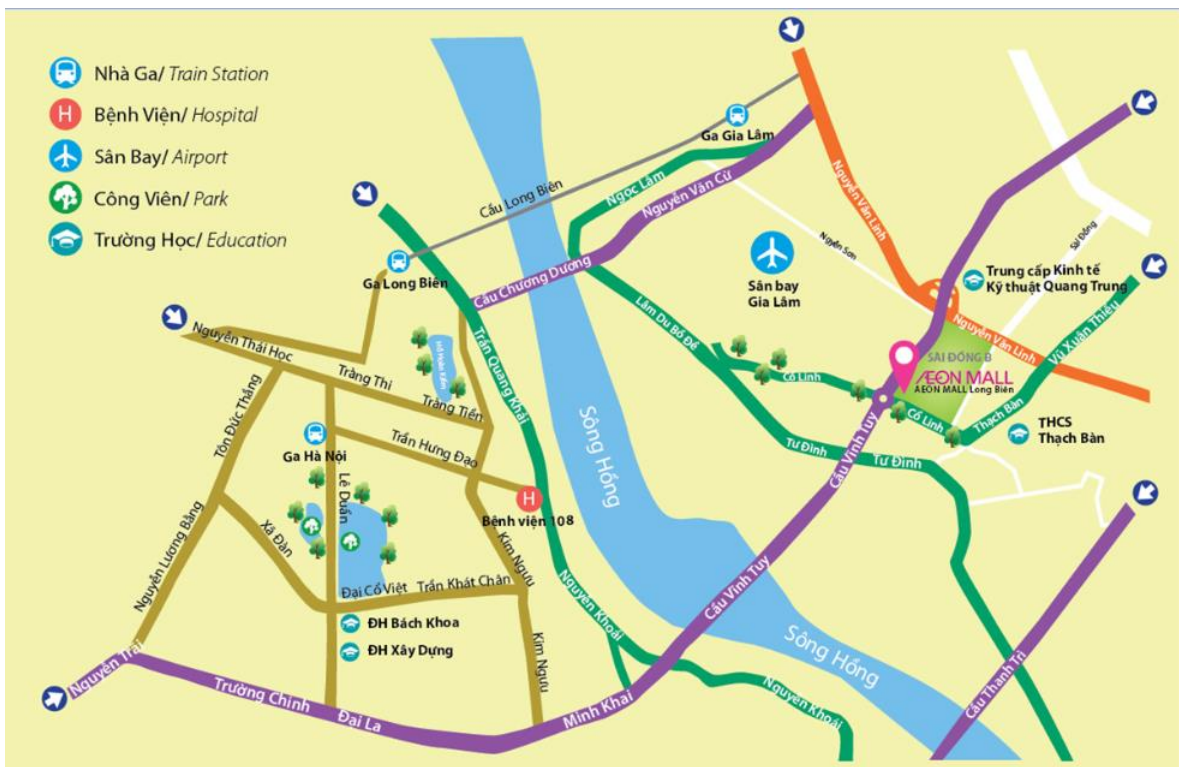 Nhà Ga/ Train Station
Bệnh Viện/ Hospital
Sân Bay/ Airport
Công Viên/ Park
Trường Học/ Education
Ga Gia Lâm
Cầu Long Biên
Ngọc Lâm
Nguyễn Văn Cừ
Nguyễn Văn Linh
Sài Đồng
Ga Long Biên
Cầu Chương Dương
Sân bay
Gia Lâm
Trung cấp Kinh tế
Kỹ thuật Quang Trung
Nguyễn Thái Học
Trần Quang Khải
Lâm Du Bồ Đề
Nguyễn Văn Linh
Vũ Xuân Thiều
Tràng Thi
Cổ Linh
SÀI ĐỒNG B
ÆON MALL
AEON MALL Long Biên
Tôn Đức Thắng
Tràng Tiền
Cổ Linh
Thạch Bàn
THCS
Thạch Bàn
Ga Hà Nội
Trần Hưng Đạo
Sông Hồng
Tư Đình
Tư Đình
Cầu Vinh Tuy
Lê Duẩn
H
H
Bệnh viện 108
Nguyễn Lương Bằng
Xã Đàn
Kim Ngưu
Đại Cổ Việt
Trần Khát Chân
Cầu Vinh Tuy
ĐH Bách Khoa
ĐH Xây Dựng
Nguyễn Khoái
Kim Ngưu
Sông Hồng
Nguyễn Trãi
Trường Chinh
Đại La
Minh Khai
Nguyễn Khoái
Cầu Thanh Trì